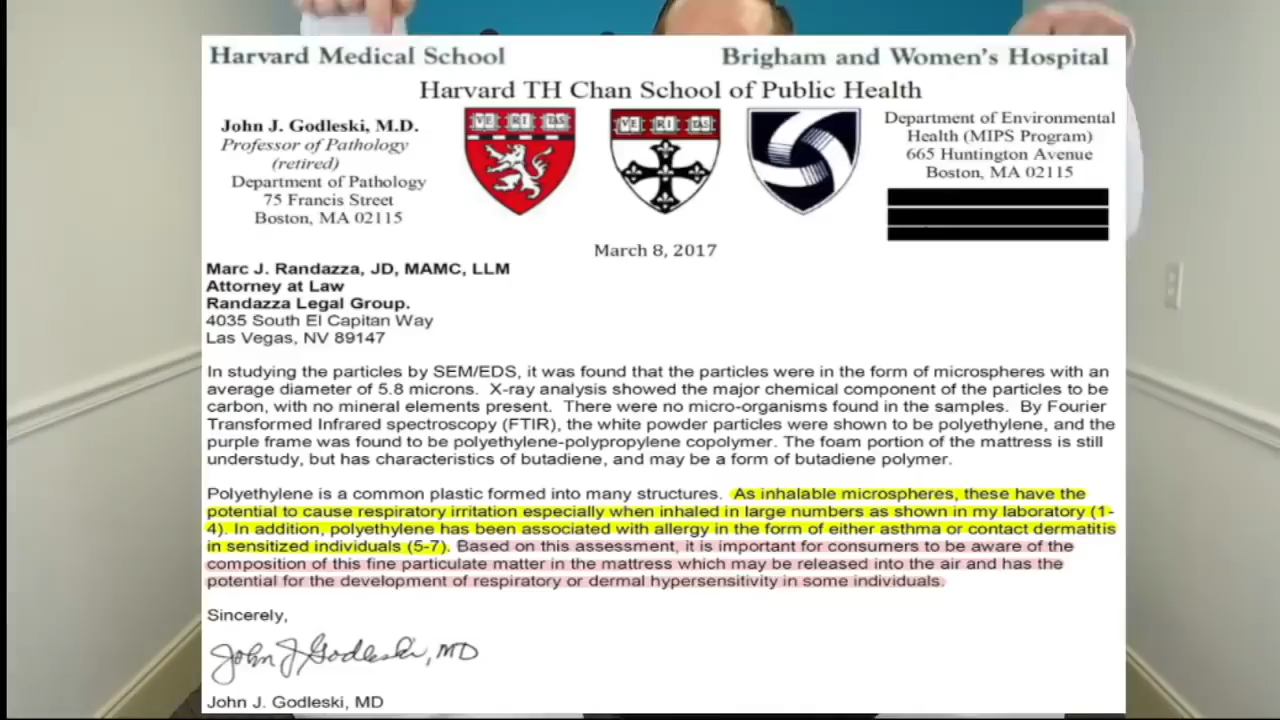 Harvard Medical School
Brigham and Women's Hospital
Harvard TH Chan School of Public Health
John J. Godleski, M.D.
Professor of Pathology
(retired)
Department of Pathology
75 Francis Street
Boston, MA 02115
VE RI TAS
VE RI TAS
Department of Environmental
Health (MIPS Program)
665 Huntington Avenue
Boston, MA 02115
March 8, 2017
Marc J. Randazza, JD, MAMC, LLM
Attorney at Law
Randazza Legal Group.
4035 South El Capitan Way
Las Vegas, NV 89147
In studying the particles by SEM/EDS, it was found that the particles were in the form of microspheres with an
average diameter of 5.8 microns.  X-ray analysis showed the major chemical component of the particles to be
carbon, with no mineral elements present.  There were no micro-organisms found in the samples.  By Fourier
Transformed Infrared spectroscopy (FTIR), the white powder particles were shown to be polyethylene, and the
purple frame was found to be polyethylene-polypropylene copolymer. The foam portion of the mattress is still
understudy, but has characteristics of butadiene, and may be a form of butadiene polymer.
Polyethylene is a common plastic formed into many structures.  As inhalable microspheres, these have the
potential to cause respiratory irritation especially when inhaled in large numbers as shown in my laboratory (1-
4). In addition, polyethylene has been associated with allergy in the form of either asthma or contact dermatitis
in sensitized individuals (5-7). Based on this assessment, it is important for consumers to be aware of the
composition of this fine particulate matter in the mattress which may be released into the air and has the
potential for the development of respiratory or dermal hypersensitivity in some individuals.
Sincerely,
John J Godleski, MD
John J. Godleski, MD